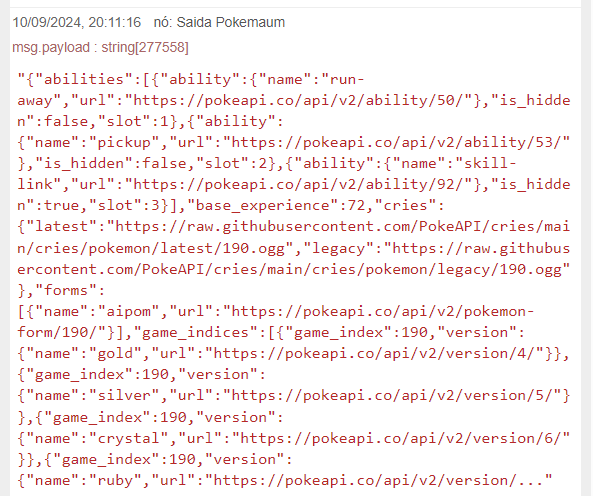 10/09/2024, 20:11:16 nó: Saida Pokemaum
msg.payload : string[277558]
"{"abilities":[{"ability":{"name":"run-
away","url":"https://pokeapi.co/api/v2/ability/50/"},"is_hidde
n":false,"slot":1},{"ability":
{"name":"pickup","url":"https://pokeapi.co/api/v2/ability/53/"
},"is_hidden":false,"slot":2},{"ability":{"name":"skill-
link","url":"https://pokeapi.co/api/v2/ability/92/"},"is_hidde
n":true,"slot":3}],"base_experience":72,"cries":
{"latest":"https://raw.githubusercontent.com/PokeAPI/cries/mai
n/cries/pokemon/latest/190.ogg","legacy":"https://raw.githubus
ercontent.com/PokeAPI/cries/main/cries/pokemon/legacy/190.ogg"
},"forms":
[{"name":"aipom","url":"https://pokeapi.co/api/v2/pokemon-
form/190/"}],"game_indices":[{"game_index":190,"version":
{"name":"gold","url":"https://pokeapi.co/api/v2/version/4/"}},
{"game_index":190,"version":
{"name":"silver","url":"https://pokeapi.co/api/v2/version/5/"}
},{"game_index":190,"version":
{"name":"crystal","url":"https://pokeapi.co/api/v2/version/6/"
}},{"game_index":190,"version":
{"name":"ruby","url":"https://pokeapi.co/api/v2/version/..."